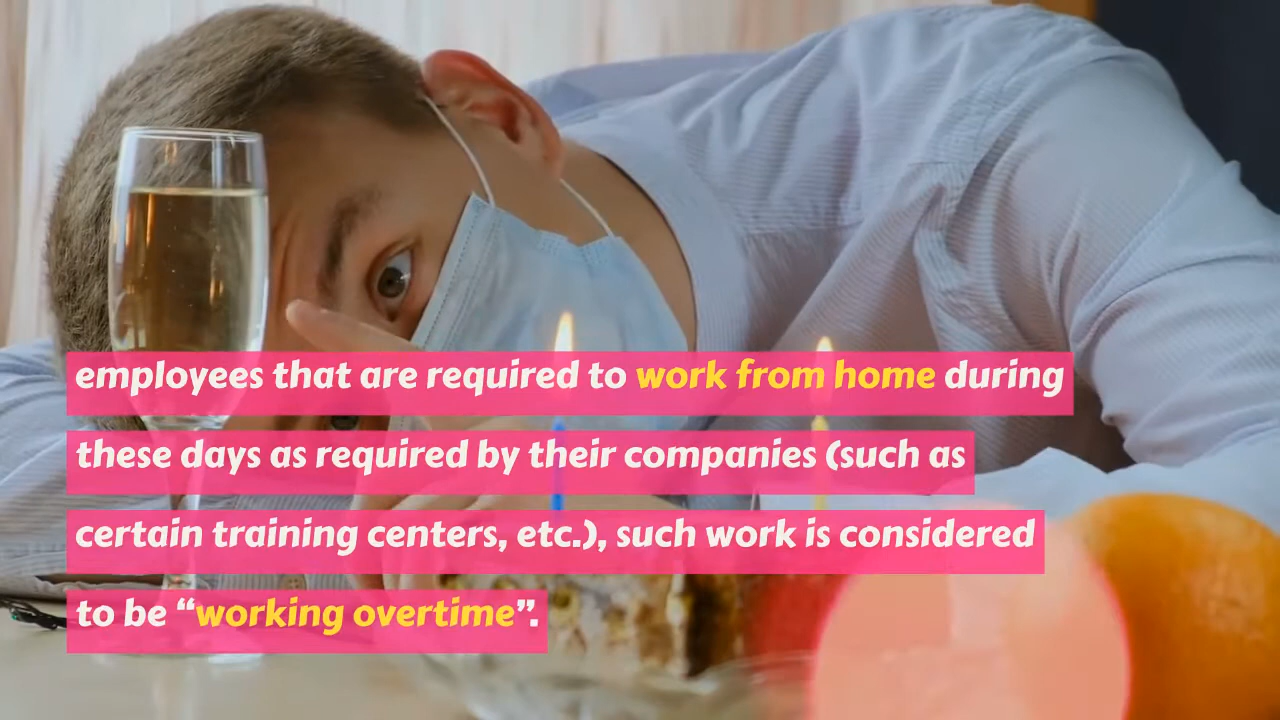 employees that are required to work from home during
these days as required by their companies (such as
certain training centers, etc.), such work is considered
to be “working overtime”.